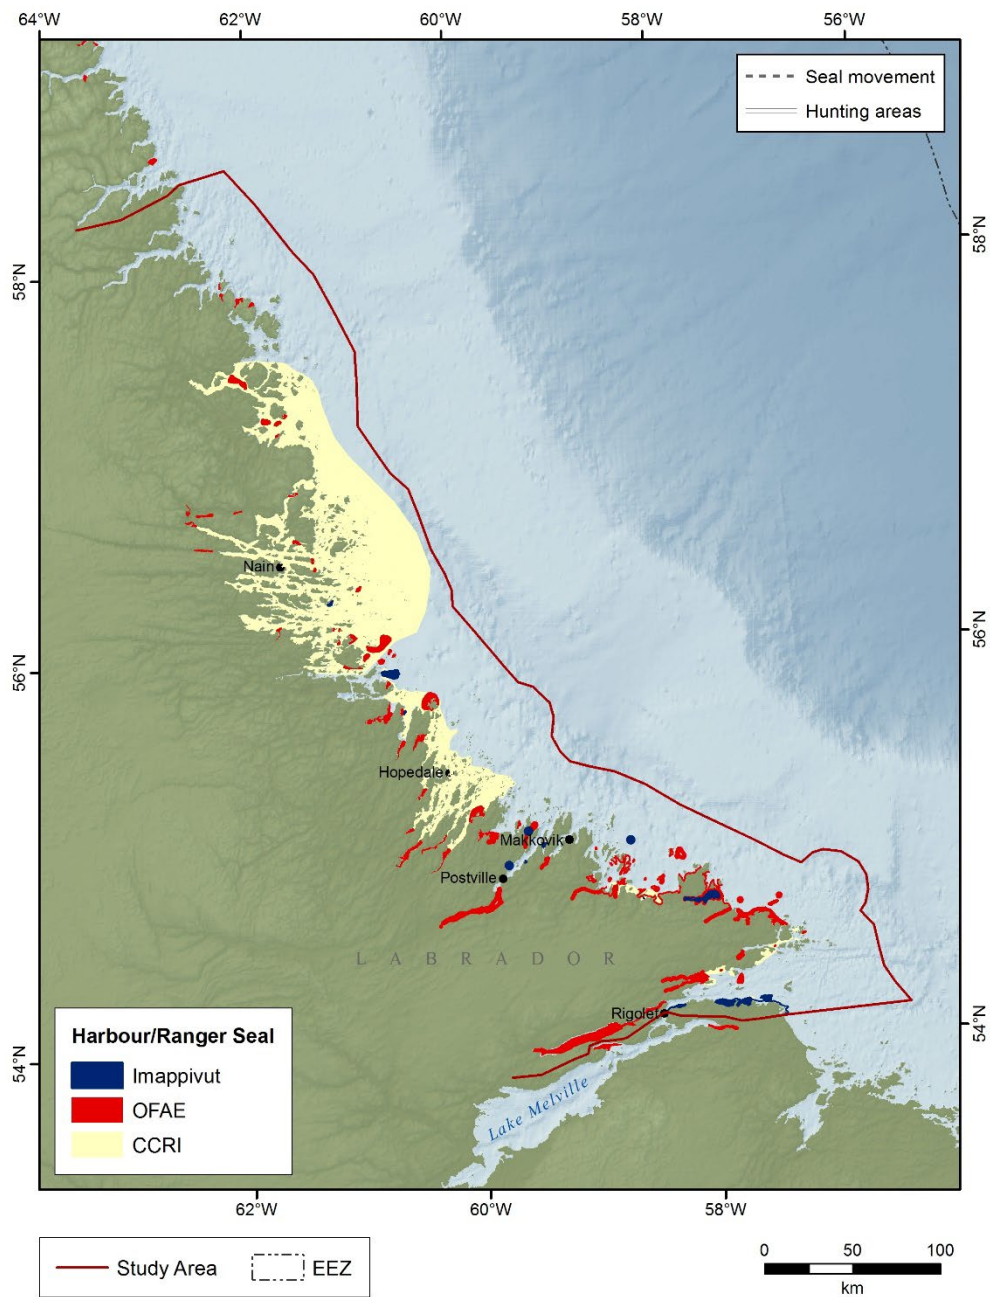 64°W 62°W 60°W 58°W 56°W
Seal movement
Hunting areas
58°N
58°N
Nain
56°N
56°N
Hopedale
Makkovik
Postville
LABRADOR
Rigolet
54°N
54°N
Lake Melville
Harbour/Ranger Seal
Imappivut
OFAE
CCRI
62°W 60°W 58°W
Study Area
EEZ
0 50 100
km